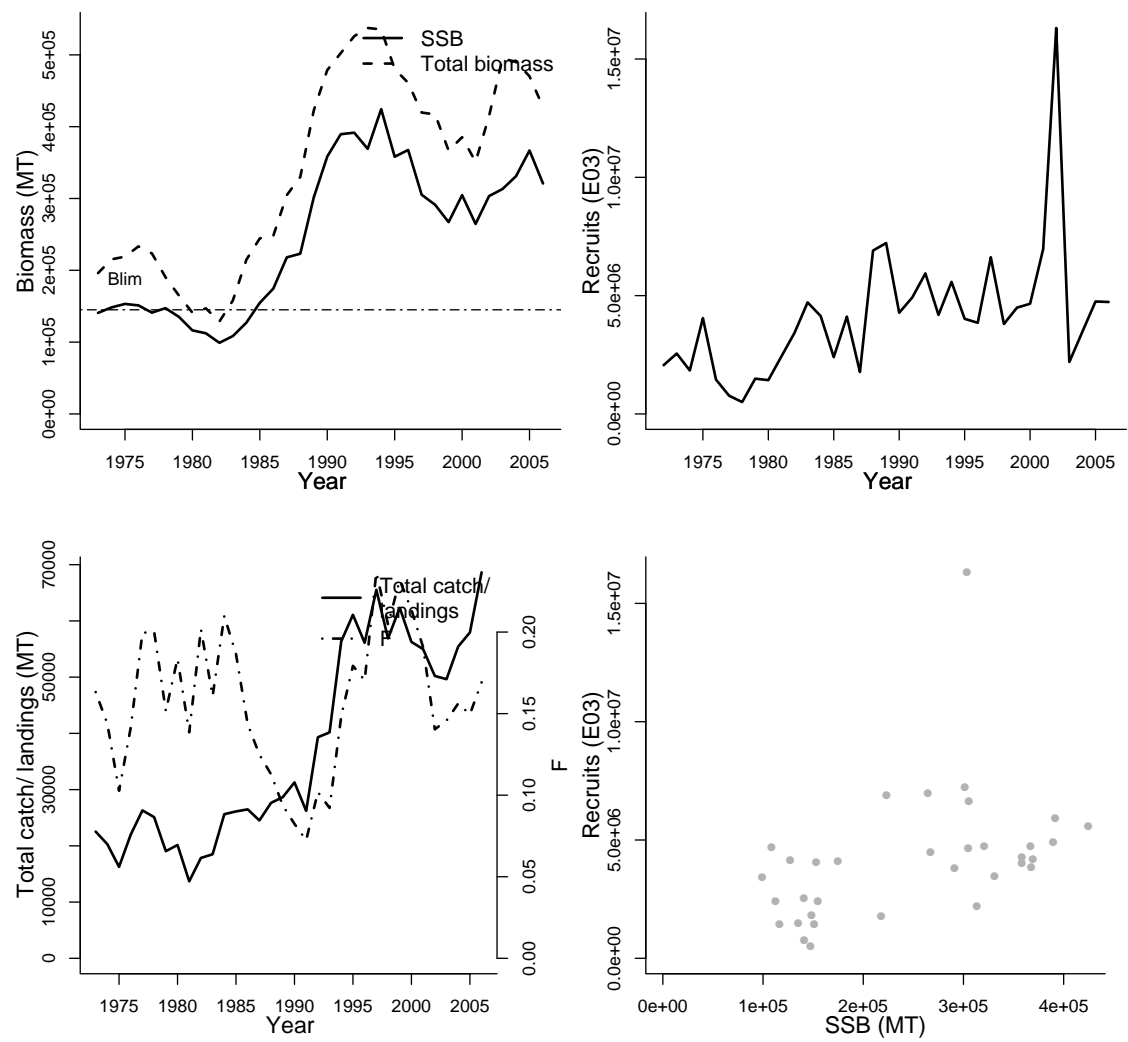 SSB
Total biomass
Blim
Biomass (MT)
0e+00 1e+05 2e+05 3e+05 4e+05 5e+05
1975 1980 1985 1990 1995 2000 2005
Year
Recruits (E03)
0.0e+00 5.0e+06 1.0e+07 1.5e+07
1975 1980 1985 1990 1995 2000 2005
Year
Total catch/
landings
F
Total catch/ landings (MT)
0 10000 30000 50000 70000
0.00 0.05 0.10 0.15 0.20
F
1975 1980 1985 1990 1995 2000 2005
Year
Recruits (E03)
0.0e+00 5.0e+06 1.0e+07 1.5e+07
0e+00 1e+05 2e+05 3e+05 4e+05
SSB (MT)